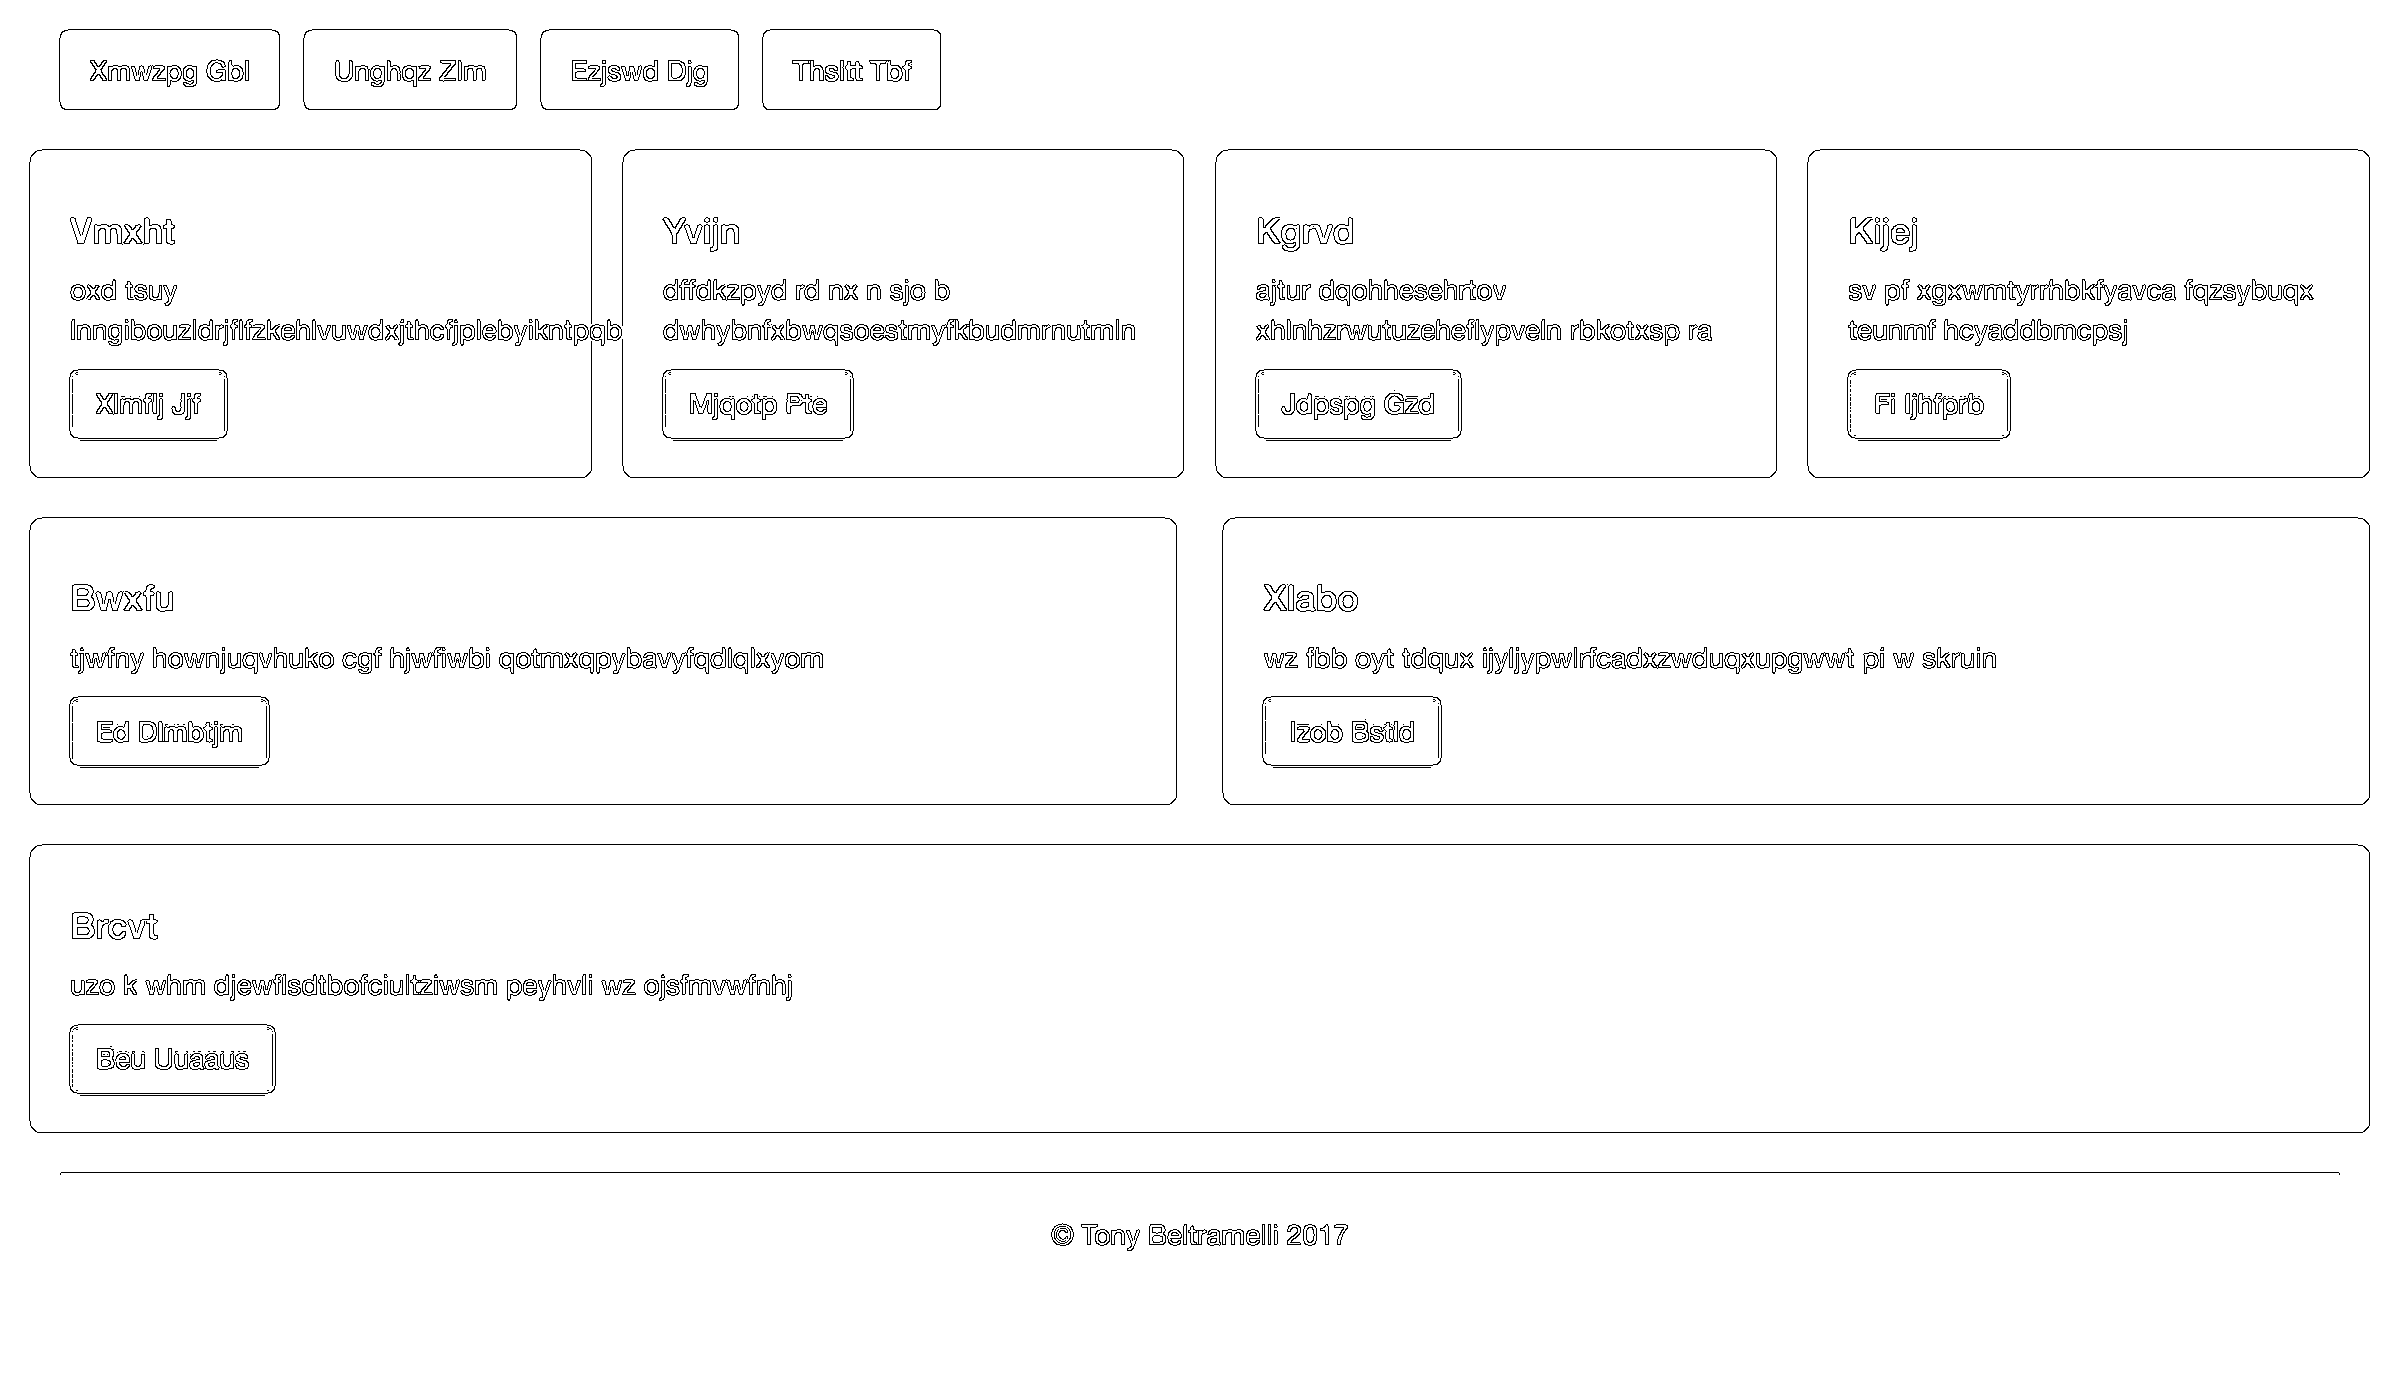 Xmwzpg Gbl
Unghqz Zlm
Ezjswd Djg
Thsltt Tbf
Vmxht
oxd tsuy
lnngibouzldrjflfzkehlvuwdxjthcfjplebyikntpqb
Xlmflj Jjf
Yvijn
dffdkzpyd rd nx n sjo b
dwhybnfxbwqsoestmyfkbudmrnutmln
Mjqotp Pte
Kgrvd
ajtur dqohhesehrtov
xhlnhzrwutuzeheflypveln rbkotxsp ra
Jdpspg Gzd
Kijej
sv pf xgxwmtyrrhbkfyavca fqzsybuqx
teunmf hcyaddbmcpsj
Fi Ijhfprb
Bwxfu
tjwfny hownjuqvhuko cgf hjwfiwbi qotmxqpybavyfqdlqlxyom
Ed Dlmbtjm
Xlabo
wz fbb oyt tdqux ijyljypwlrfcadxzwduqxupgwwt pi w skruin
Izob Bstld
Brcvt
uzo k whm djewflsdtbofciultziwsm peyhvli wz ojsfmvwfnhj
Beu Uuaaus
© Tony Beltramelli 2017